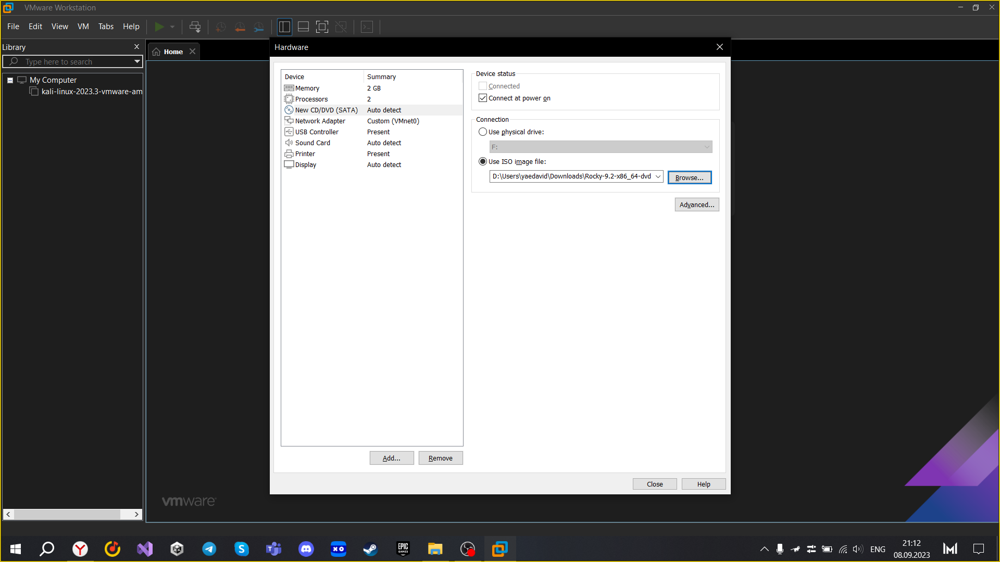 VMware Workstation
File Edit View VM Tabs Help
Library
Home
Type here to search
My Computer
kali-linux-2023.3-vmware-am
Hardware
Device Summary
Memory 2 GB
Processors 2
New CD/DVD (SATA) Auto detect
Network Adapter Custom (VMnet0)
USB Controller Present
Sound Card Auto detect
Printer Present
Display Auto detect
Add... Remove
Device status
Connected
Connect at power on
Connection
Use physical drive:
F:
Use ISO image file:
D:\Users\yaedavid\Downloads\Rocky-9.2-x86_64-dvd
Browse...
Advanced...
Close Help
vmware
XO
EPIC GAMES
ENG
21:12
08.09.2023